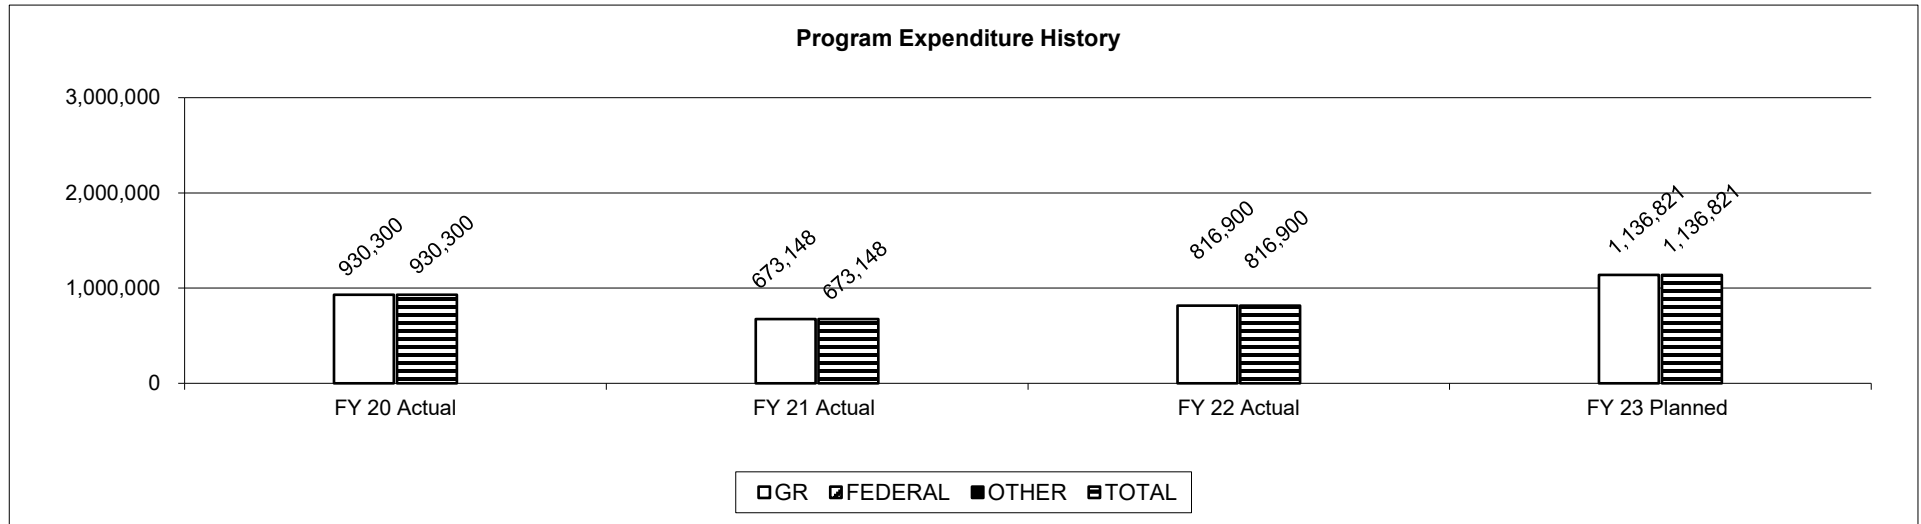 Program Expenditure History
3,000,000
2,000,000
1,000,000
0
930,300
930,300
673,148
673,148
816,900
816,900
1,136,821
1,136,821
FY 20 Actual
FY 21 Actual
FY 22 Actual
FY 23 Planned
GR FEDERAL OTHER TOTAL